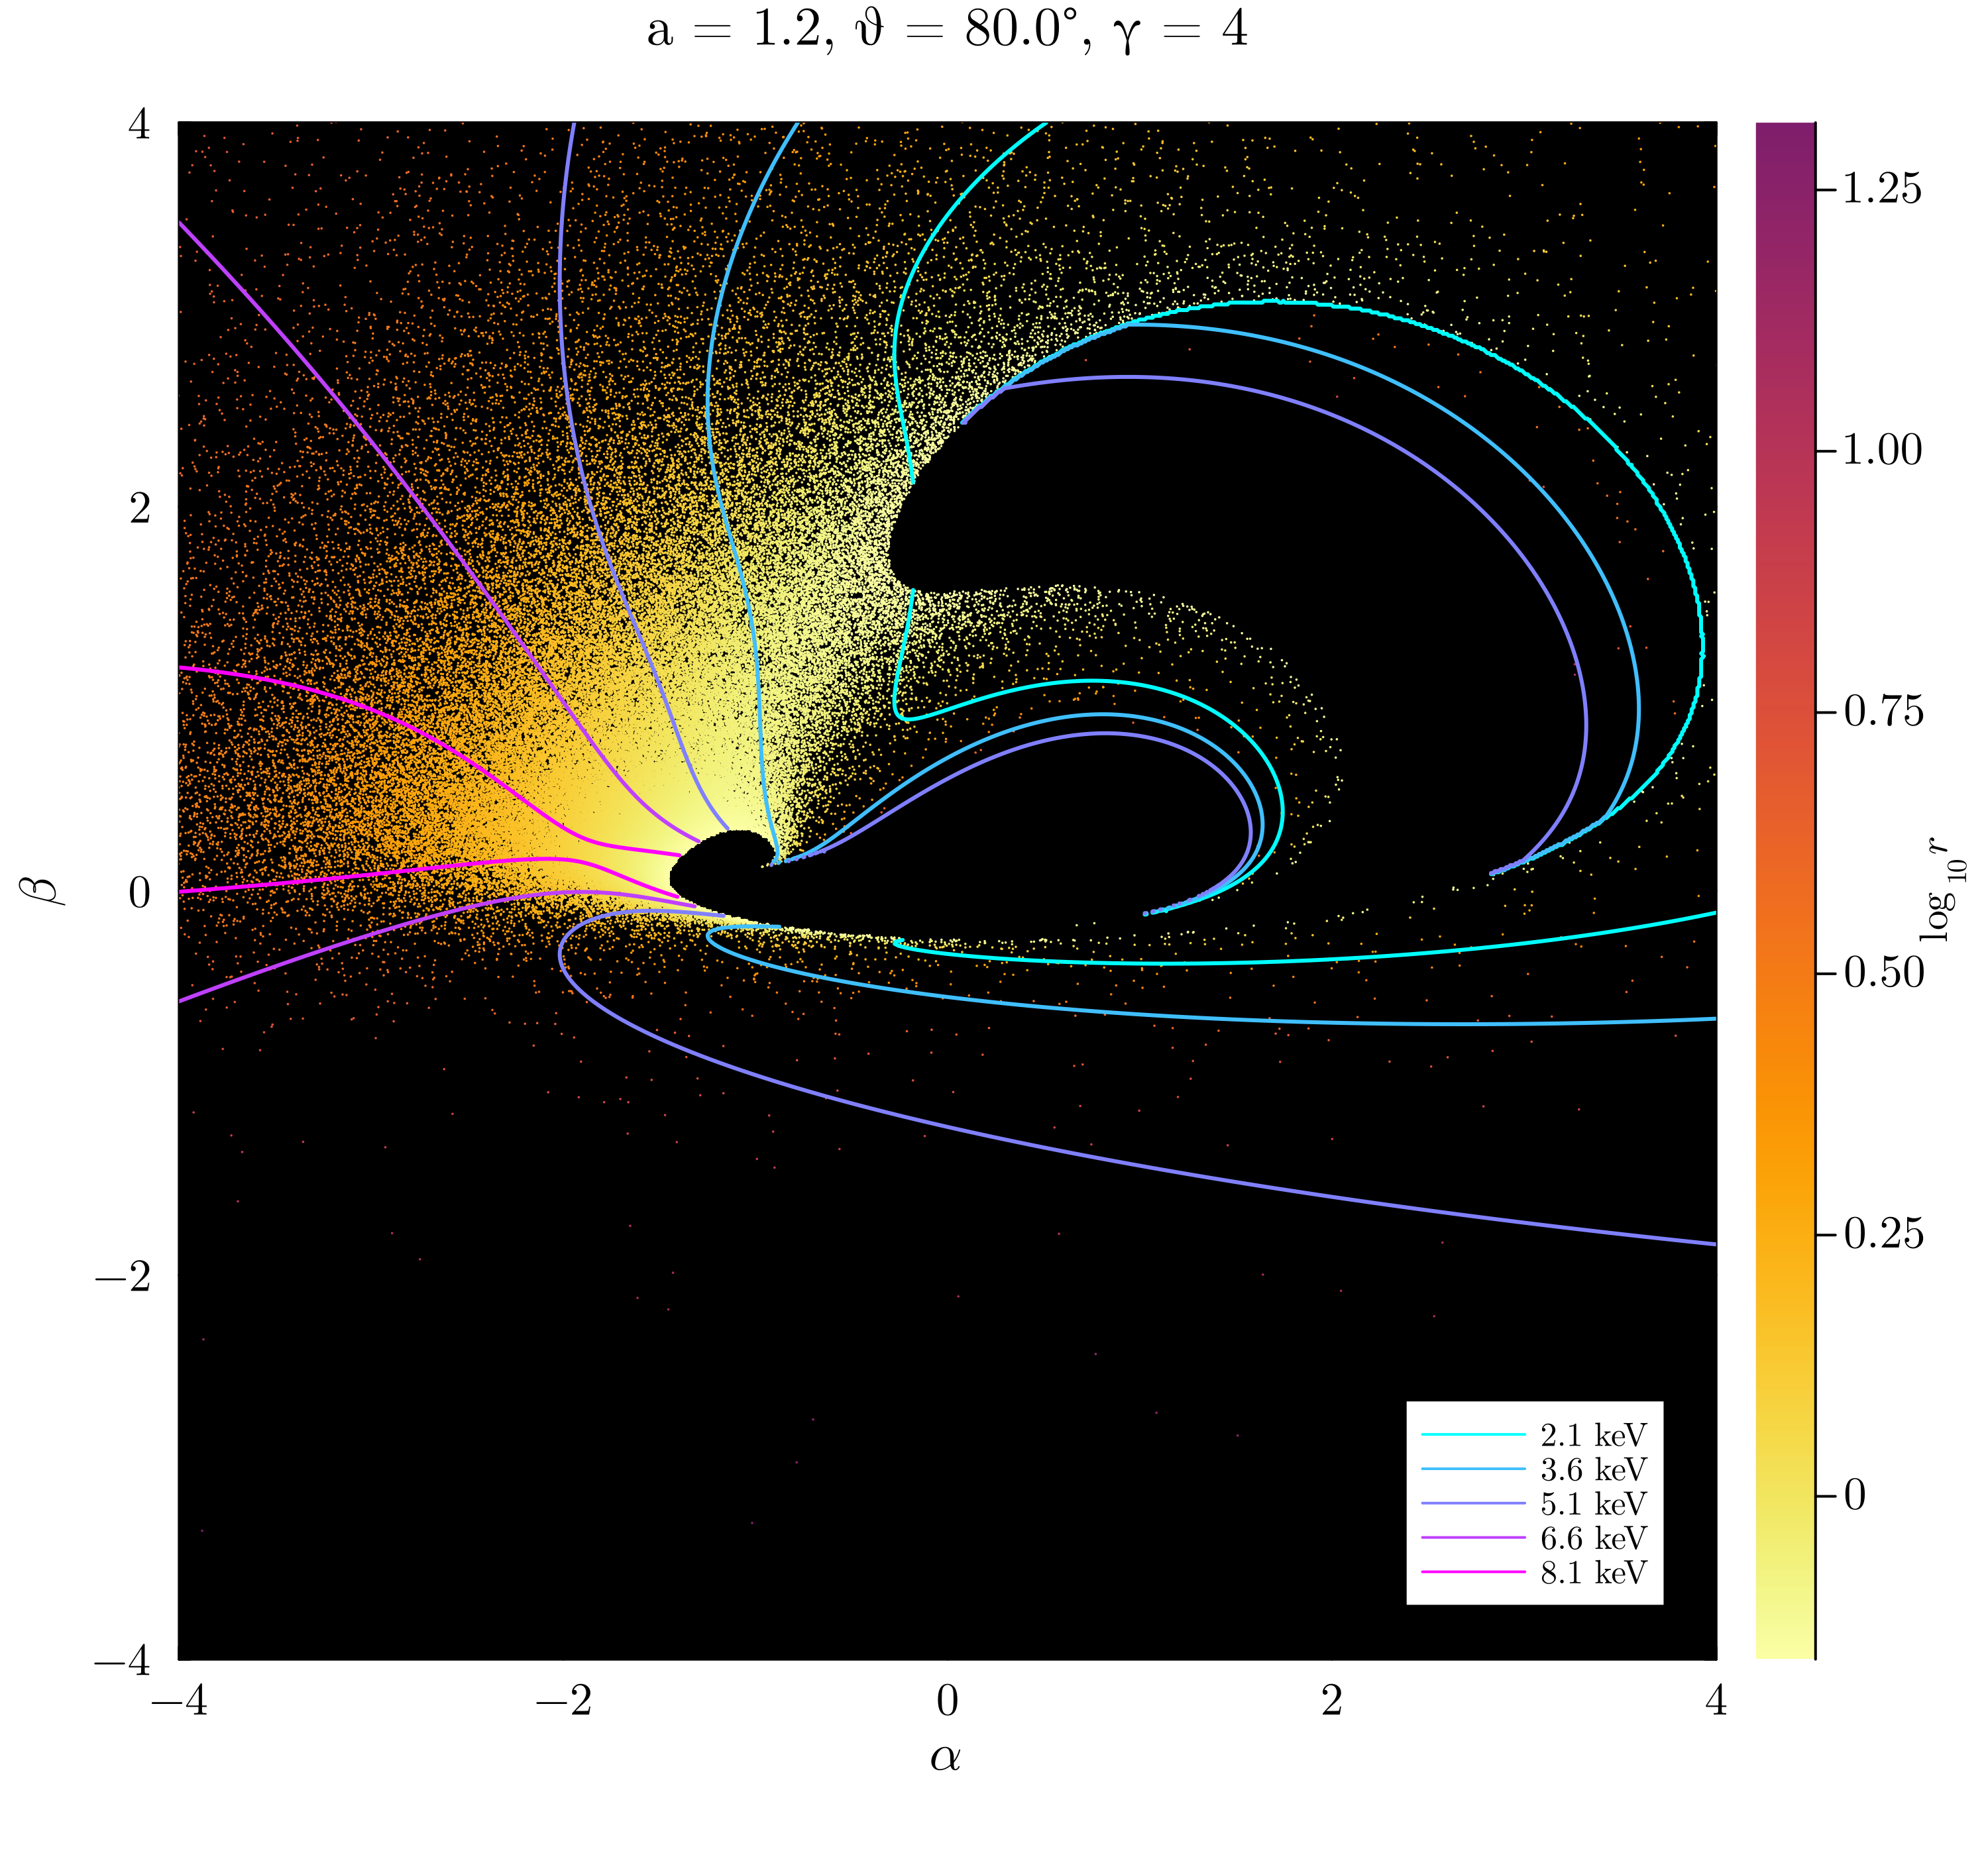 a = 1.2, ϑ = 80.0°, γ = 4
4
2
0
−2
−4
β
−4 −2 0 2 4
α
1.25
1.00
0.75
0.50
0.25
0
log₁₀ r
2.1 keV
3.6 keV
5.1 keV
6.6 keV
8.1 keV